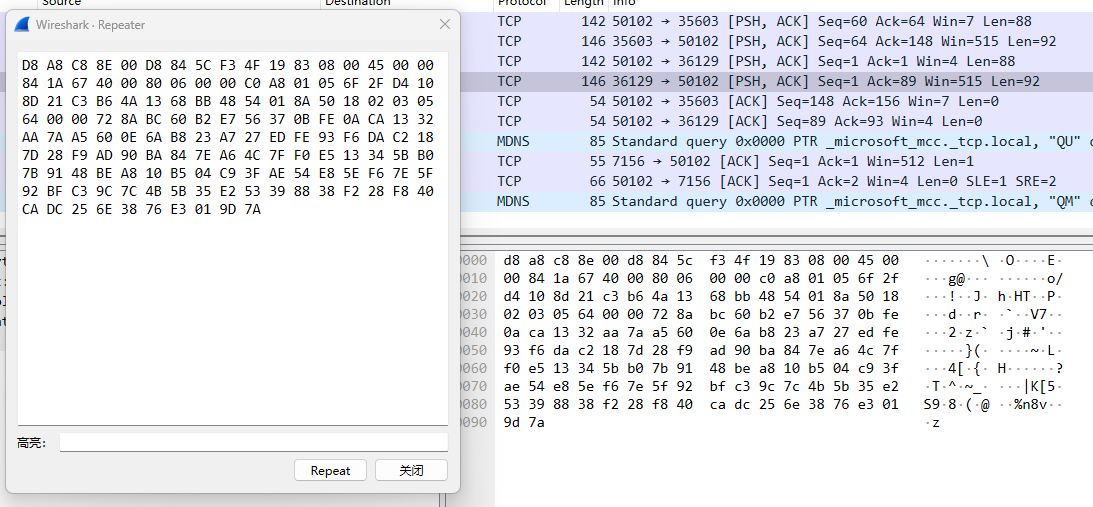 Source Destination Protocol Length Info
Wireshark · Repeater
D8 A8 C8 8E 00 D8 84 5C F3 4F 19 83 08 00 45 00 00
84 1A 67 40 00 80 06 00 00 C0 A8 01 05 6F 2F D4 10
8D 21 C3 B6 4A 13 68 BB 48 54 01 8A 50 18 02 03 05
64 00 00 72 8A BC 60 B2 E7 56 37 0B FE 0A CA 13 32
AA 7A A5 60 0E 6A B8 23 A7 27 ED FE 93 F6 DA C2 18
7D 28 F9 AD 90 BA 84 7E A6 4C 7F F0 E5 13 34 5B B0
7B 91 48 BE A8 10 B5 04 C9 3F AE 54 E8 5E F6 7E 5F
92 BF C3 9C 7C 4B 5B 35 E2 53 39 88 38 F2 28 F8 40
CA DC 25 6E 38 76 E3 01 9D 7A
高亮:
Repeat 关闭
TCP 142 50102 → 35603 [PSH, ACK] Seq=60 Ack=64 Win=7 Len=88
TCP 146 35603 → 50102 [PSH, ACK] Seq=64 Ack=148 Win=515 Len=92
TCP 142 50102 → 36129 [PSH, ACK] Seq=1 Ack=1 Win=4 Len=88
TCP 146 36129 → 50102 [PSH, ACK] Seq=1 Ack=89 Win=515 Len=92
TCP 54 50102 → 35603 [ACK] Seq=148 Ack=156 Win=7 Len=0
TCP 54 50102 → 36129 [ACK] Seq=89 Ack=93 Win=4 Len=0
MDNS 85 Standard query 0x0000 PTR _microsoft_mcc._tcp.local, "QU"
TCP 55 7156 → 50102 [ACK] Seq=1 Ack=1 Win=512 Len=1
TCP 66 50102 → 7156 [ACK] Seq=1 Ack=2 Win=4 Len=0 SLE=1 SRE=2
MDNS 85 Standard query 0x0000 PTR _microsoft_mcc._tcp.local, "QM"
0000 d8 a8 c8 8e 00 d8 84 5c f3 4f 19 83 08 00 45 00 ·······\ ·O····E·
0010 00 84 1a 67 40 00 80 06 00 00 c0 a8 01 05 6f 2f ···g@··· ······o/
0020 d4 10 8d 21 c3 b6 4a 13 68 bb 48 54 01 8a 50 18 ···!··J· h·HT··P·
0030 02 03 05 64 00 00 72 8a bc 60 b2 e7 56 37 0b fe ···d··r· ·`··V7··
0040 0a ca 13 32 aa 7a a5 60 0e 6a b8 23 a7 27 ed fe ···2·z·` ·j·#·'··
0050 93 f6 da c2 18 7d 28 f9 ad 90 ba 84 7e a6 4c 7f ·····}(· ····~·L·
0060 f0 e5 13 34 5b b0 7b 91 48 be a8 10 b5 04 c9 3f ···4[·{· H······?
0070 ae 54 e8 5e f6 7e 5f 92 bf c3 9c 7c 4b 5b 35 e2 ·T·^·~_· ···|K[5·
0080 53 39 88 38 f2 28 f8 40 ca dc 25 6e 38 76 e3 01 S9·8·(·@ ··%n8v··
0090 9d 7a ·z